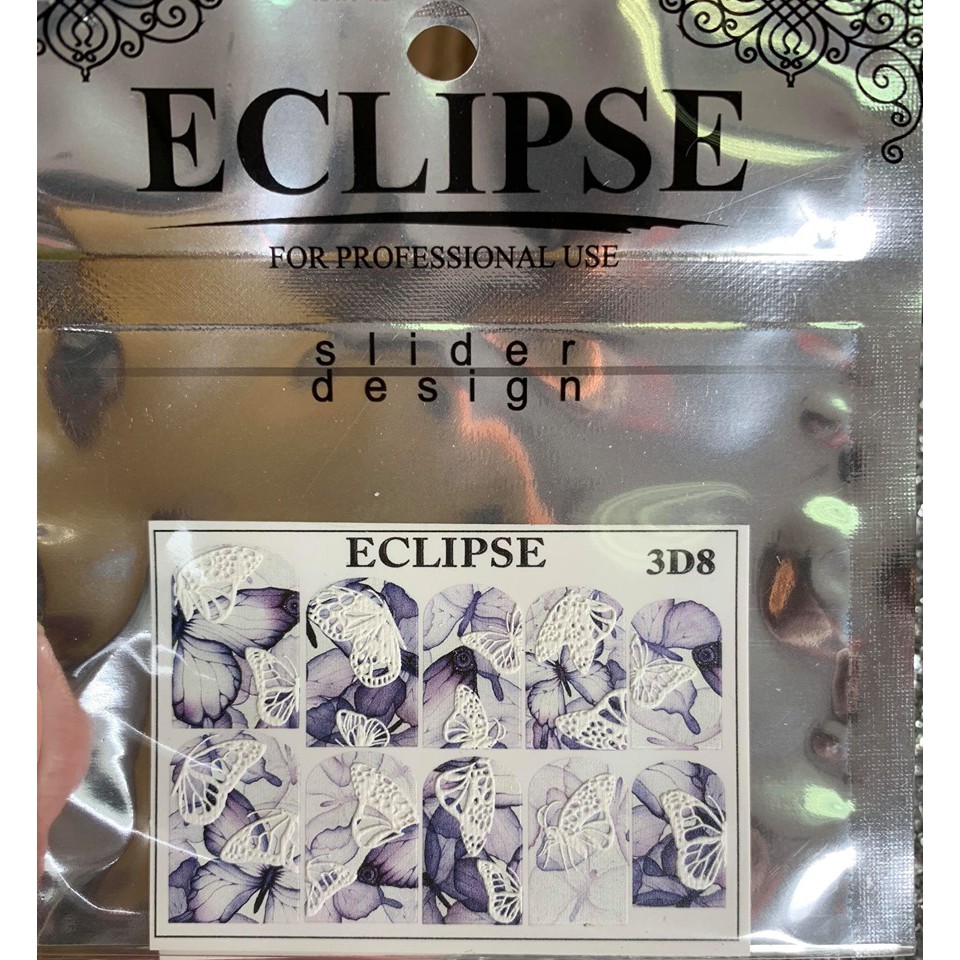 ECLIPSE
FOR PROFESSIONAL USE
slider
design
ECLIPSE
3D8